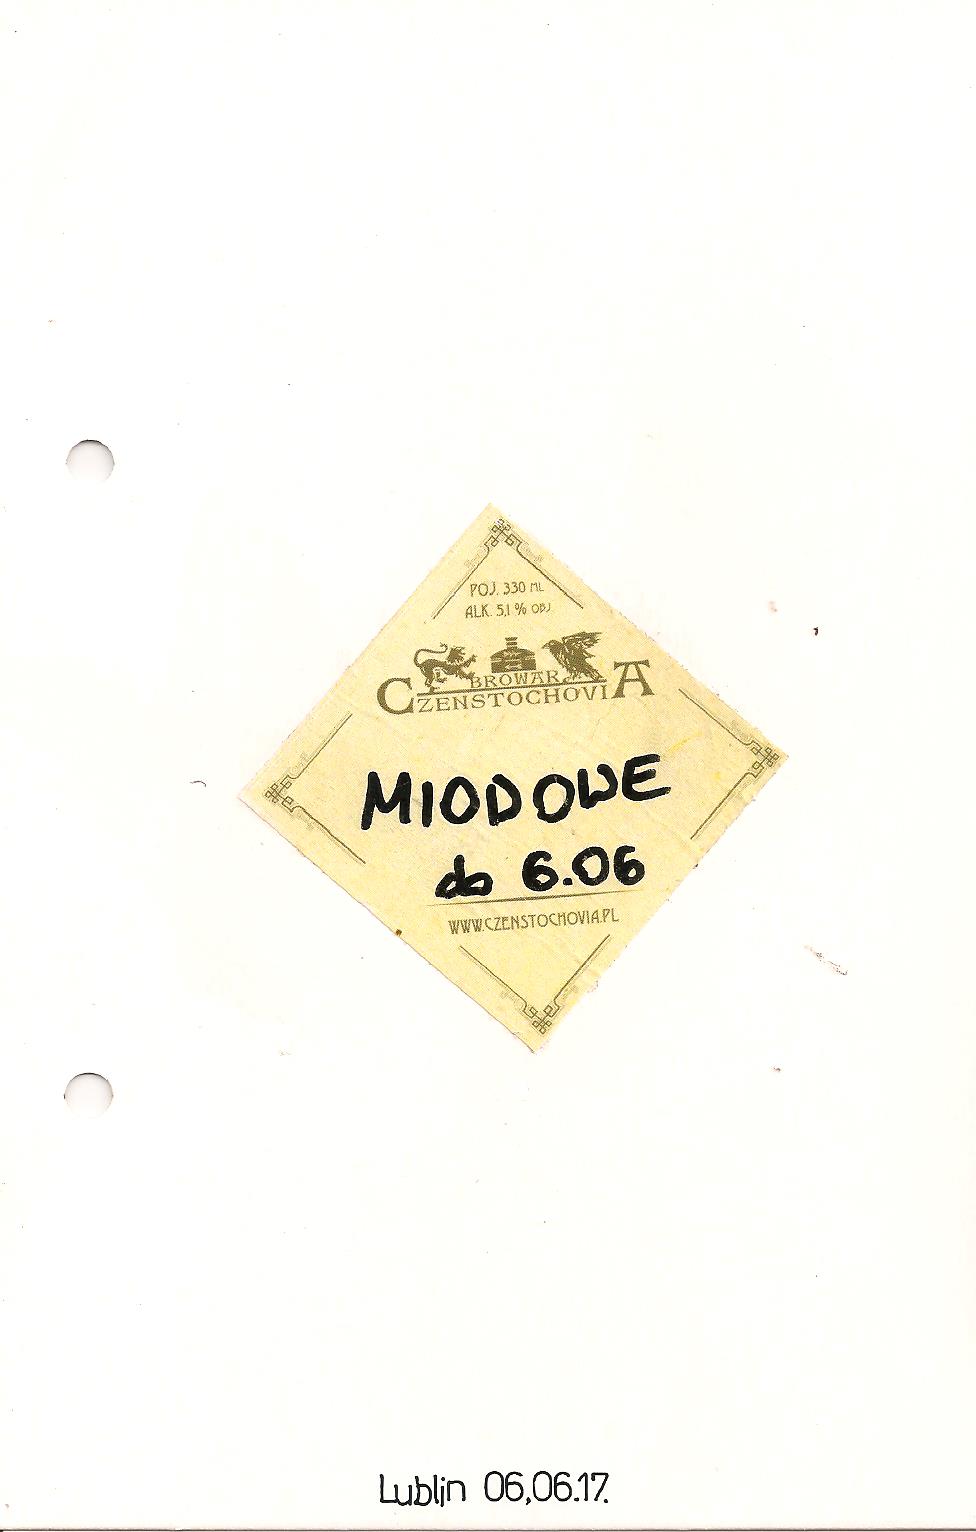 POJ. 330 ML
ALK. 5,1 % OBJ
BROWAR
CZENSTOCHOVIA
MIODOWE
do 6.06
WWW.CZENSTOCHOVIA.PL
Lublin 06,06.17.